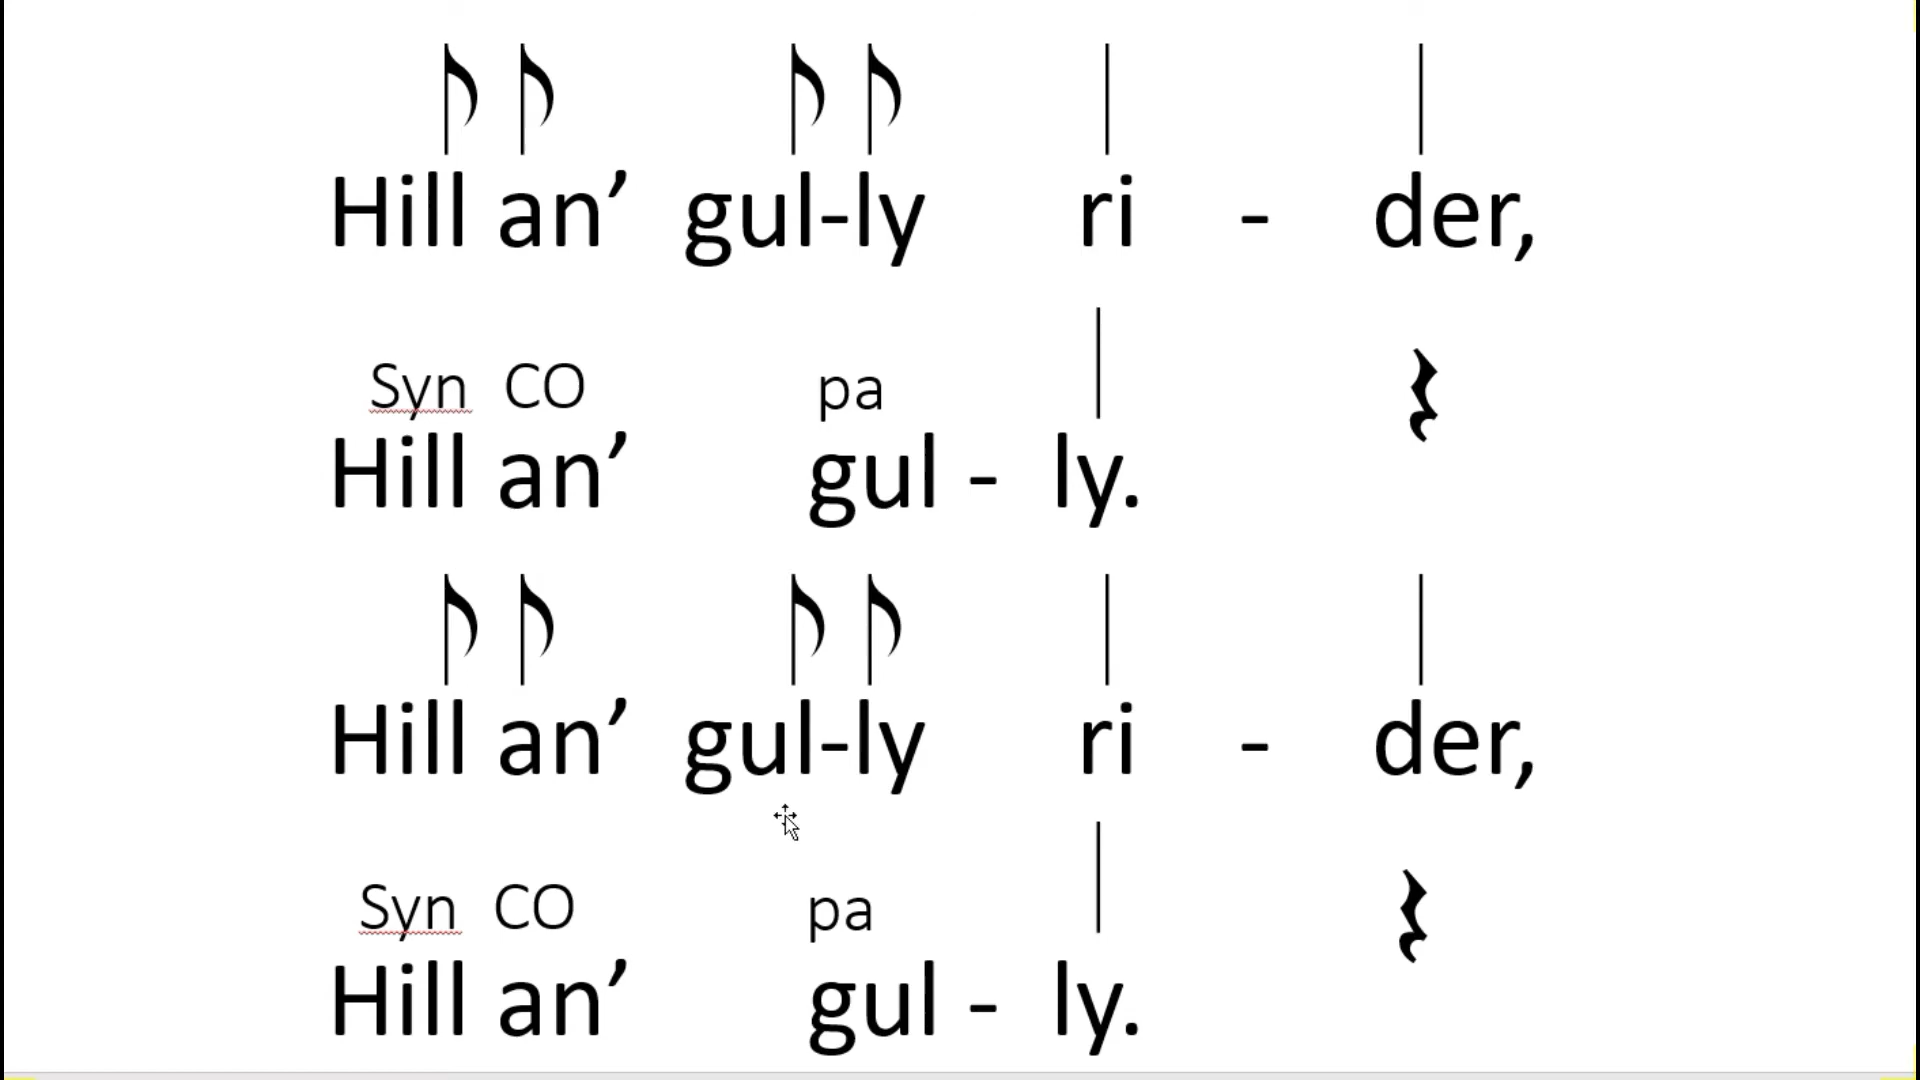 Hill an’ gul-ly ri - der,
Syn CO pa
Hill an’ gul - ly.
Hill an’ gul-ly ri - der,
Syn CO pa
Hill an’ gul - ly.